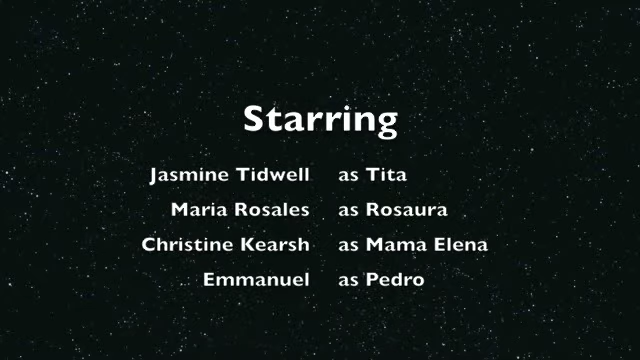 Starring
Jasmine Tidwell as Tita
Maria Rosales as Rosaura
Christine Kearsh as Mama Elena
Emmanuel as Pedro